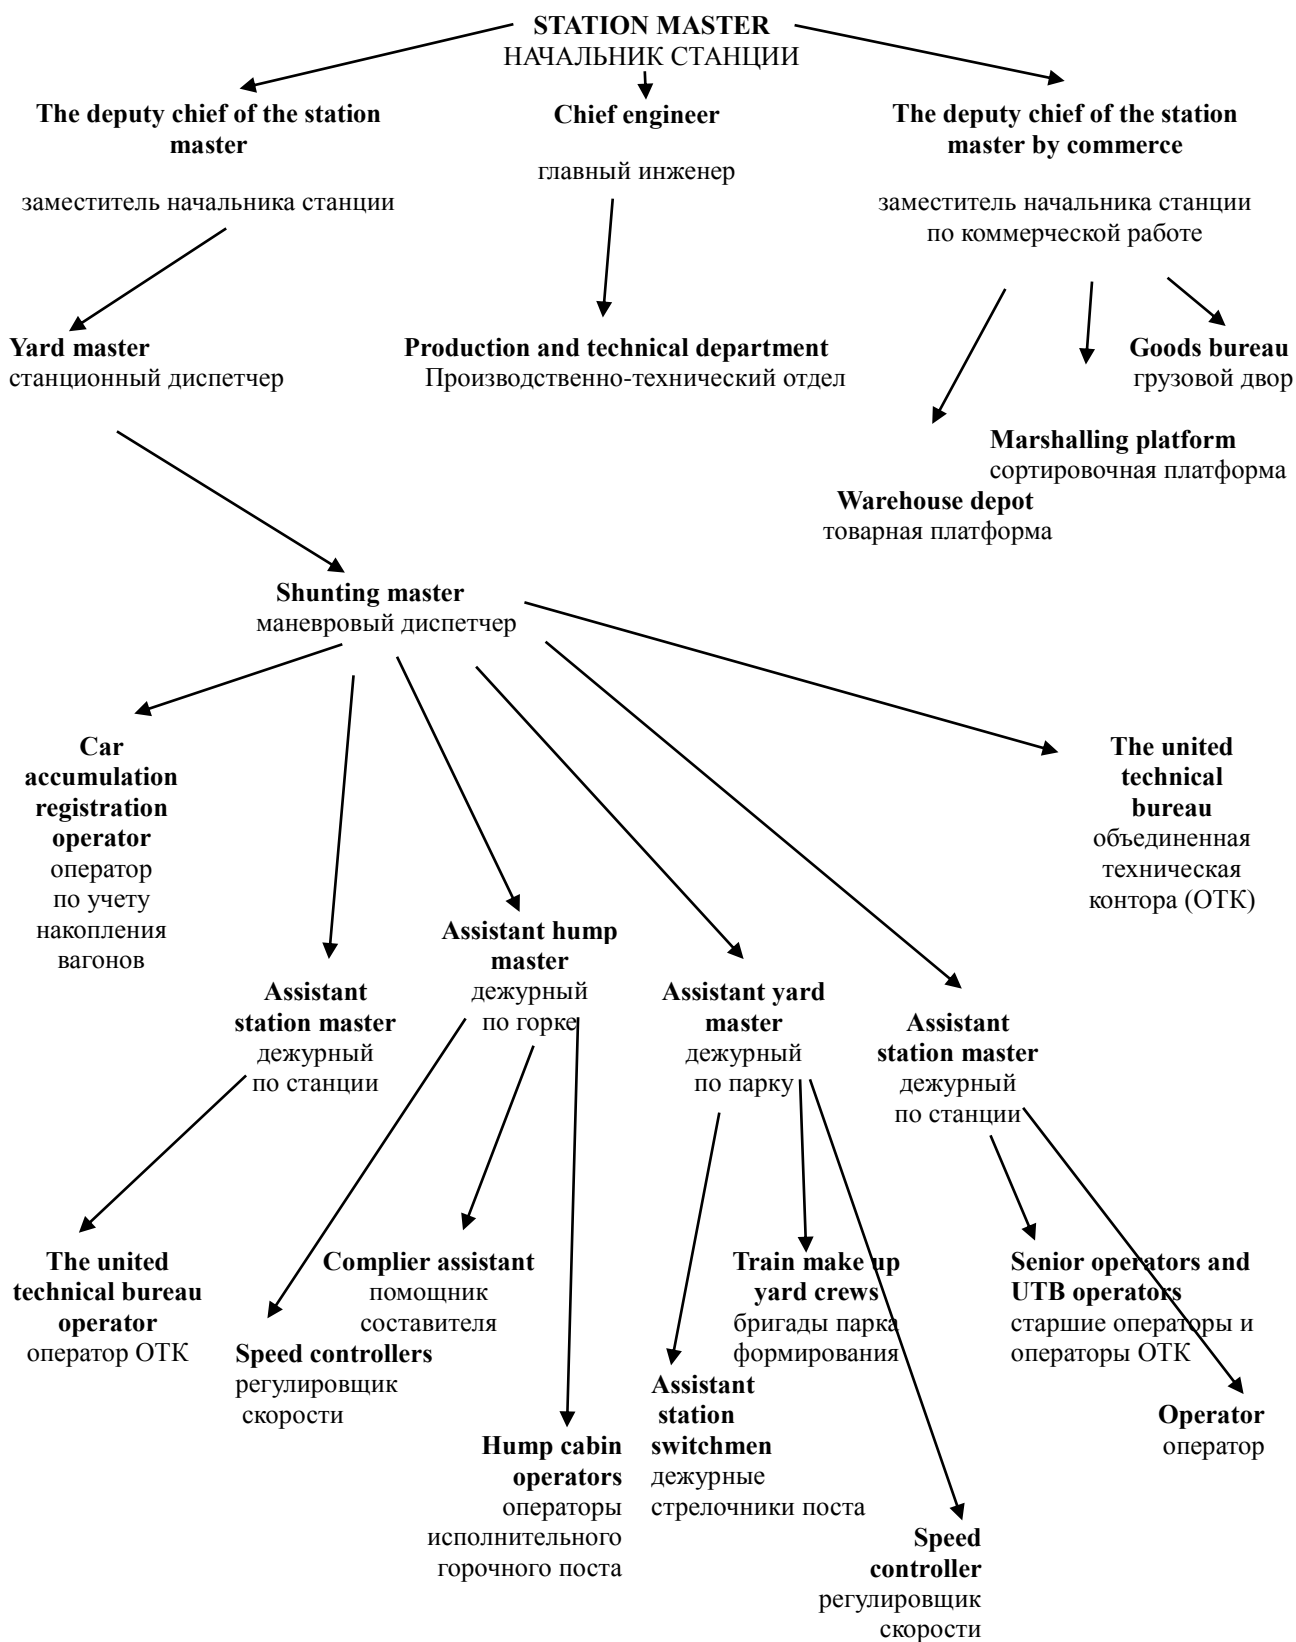 STATION MASTER
НАЧАЛЬНИК СТАНЦИИ
The deputy chief of the station
master
заместитель начальника станции
Chief engineer
главный инженер
The deputy chief of the station
master by commerce
заместитель начальника станции
по коммерческой работе
Yard master
станционный диспетчер
Production and technical department
Производственно-технический отдел
Goods bureau
грузовой двор
Marshalling platform
сортировочная платформа
Warehouse depot
товарная платформа
Shunting master
маневровый диспетчер
Car
accumulation
registration
operator
оператор
по учету
накопления
вагонов
The united
technical
bureau
объединенная
техническая
контора (ОТК)
Assistant
station master
дежурный
по станции
Assistant hump
master
дежурный
по горке
Assistant yard
master
дежурный
по парку
Assistant
station master
дежурный
по станции
The united
technical bureau
operator
оператор ОТК
Speed controllers
регулировщик
скорости
Complier assistant
помощник
составителя
Hump cabin
operators
операторы
исполнительного
горочного поста
Assistant
station
switchmen
дежурные
стрелочники поста
Train make up
yard crews
бригады парка
формирования
Speed
controller
регулировщик
скорости
Senior operators and
UTB operators
старшие операторы и
операторы ОТК
Operator
оператор